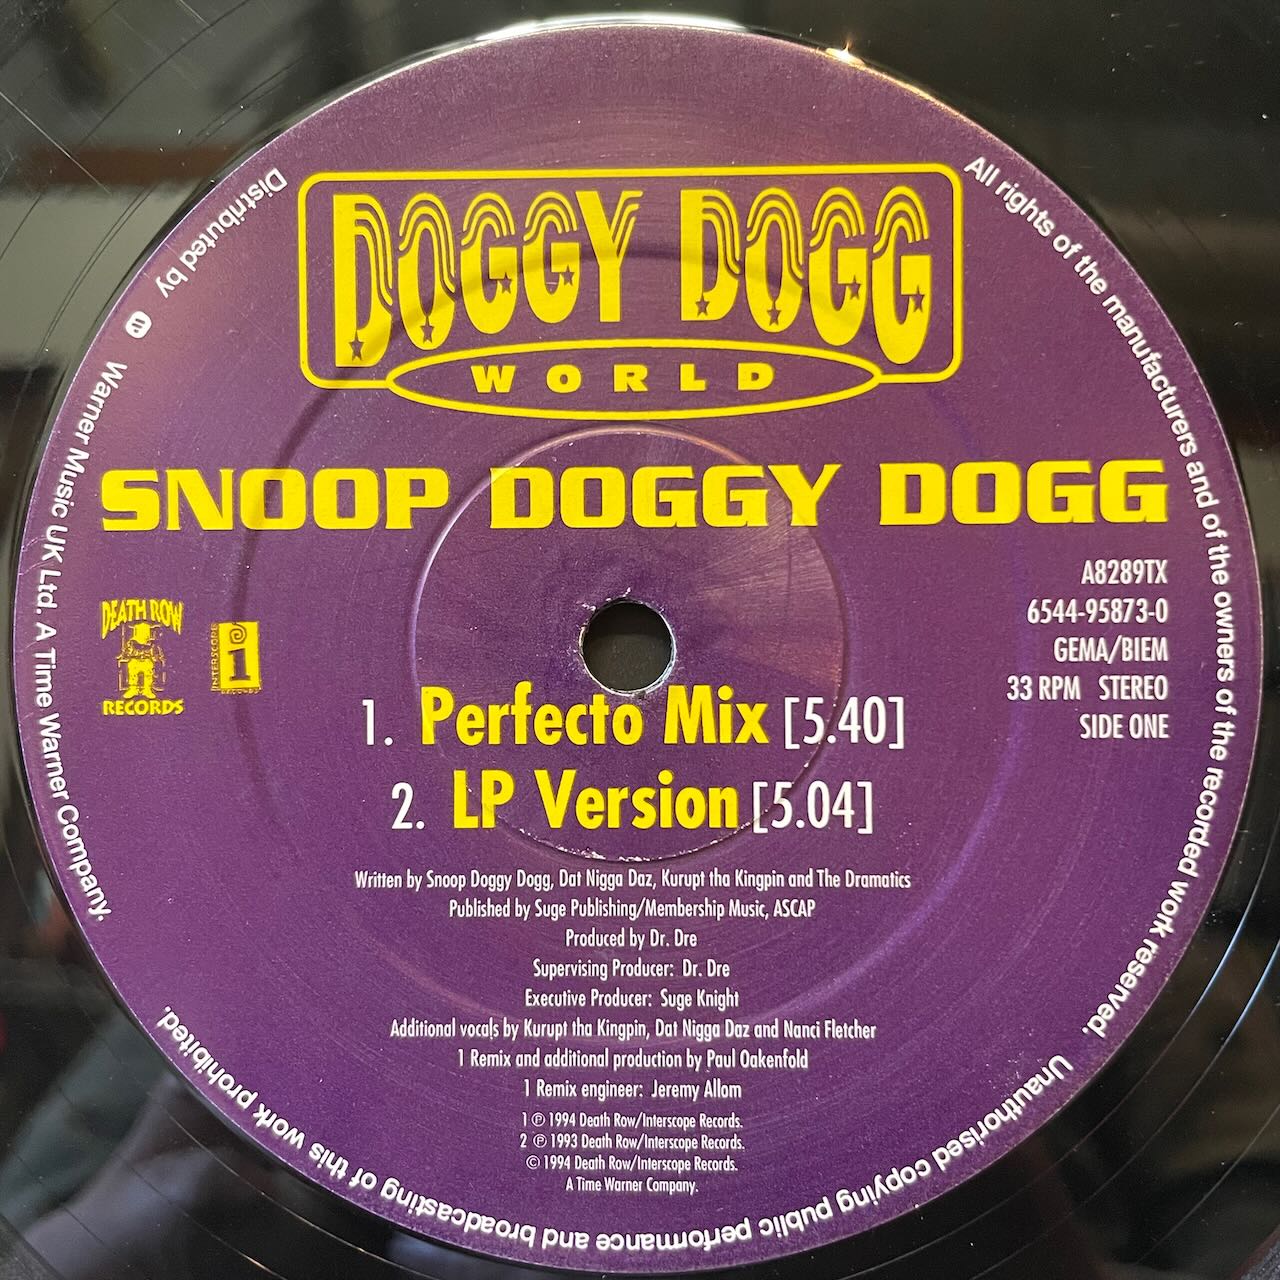 DOGGY DOGG
WORLD
SNOOP DOGGY DOGG
A8289TX
6544-95873-0
GEMA/BIEM
33 RPM STEREO
SIDE ONE
DEATH ROW
RECORDS
INTERSCOPE
i
RECORDS
1. Perfecto Mix [5.40]
2. LP Version [5.04]
Written by Snoop Doggy Dogg, Dat Nigga Daz, Kurupt tha Kingpin and The Dramatics
Published by Suge Publishing/Membership Music, ASCAP
Produced by Dr. Dre
Supervising Producer: Dr. Dre
Executive Producer: Suge Knight
Additional vocals by Kurupt tha Kingpin, Dat Nigga Daz and Nanci Fletcher
1 Remix and additional production by Paul Oakenfold
1 Remix engineer: Jeremy Allom
1 ℗ 1994 Death Row/Interscope Records.
2 ℗ 1993 Death Row/Interscope Records.
© 1994 Death Row/Interscope Records.
A Time Warner Company.
Distributed by Warner Music UK Ltd. A Time Warner Company.
All rights of the manufacturers and of the owners of the recorded work reserved.
Unauthorised copying public performance and broadcasting of this work prohibited.